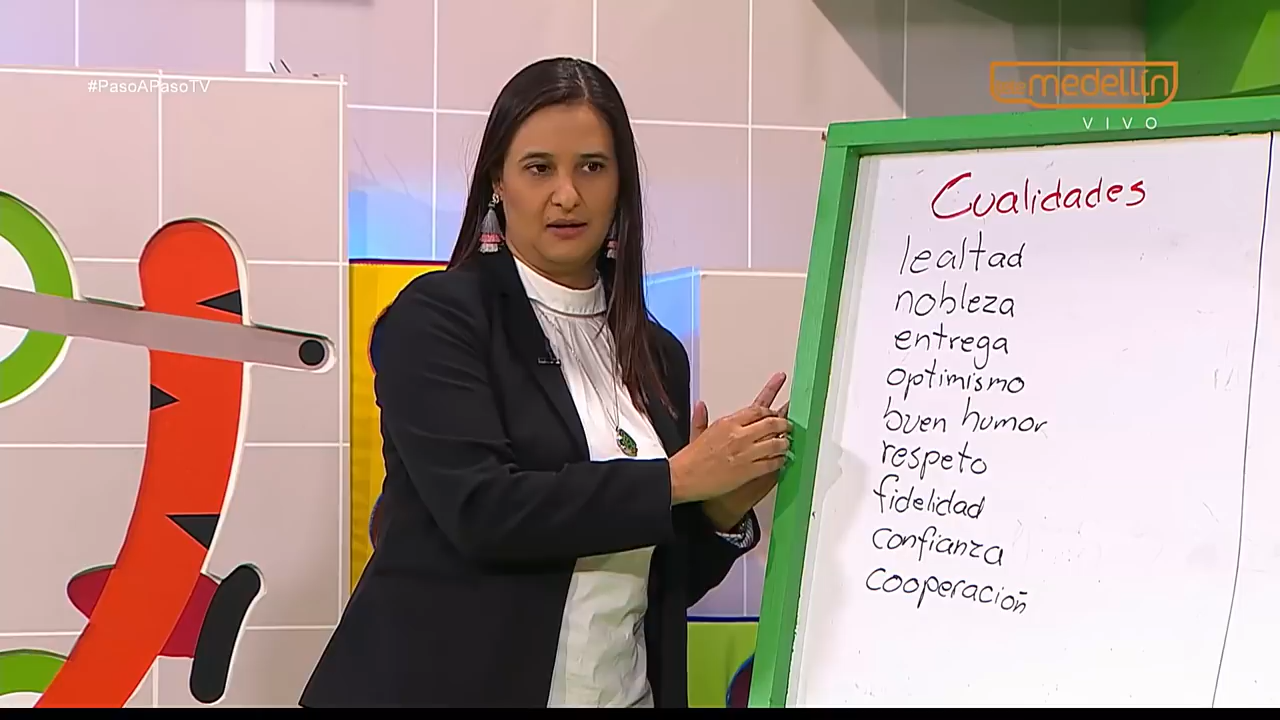 #PasoAPasoTV
medellín
VIVO
Cualidades
lealtad
nobleza
entrega
optimismo
buen humor
respeto
fidelidad
confianza
cooperación